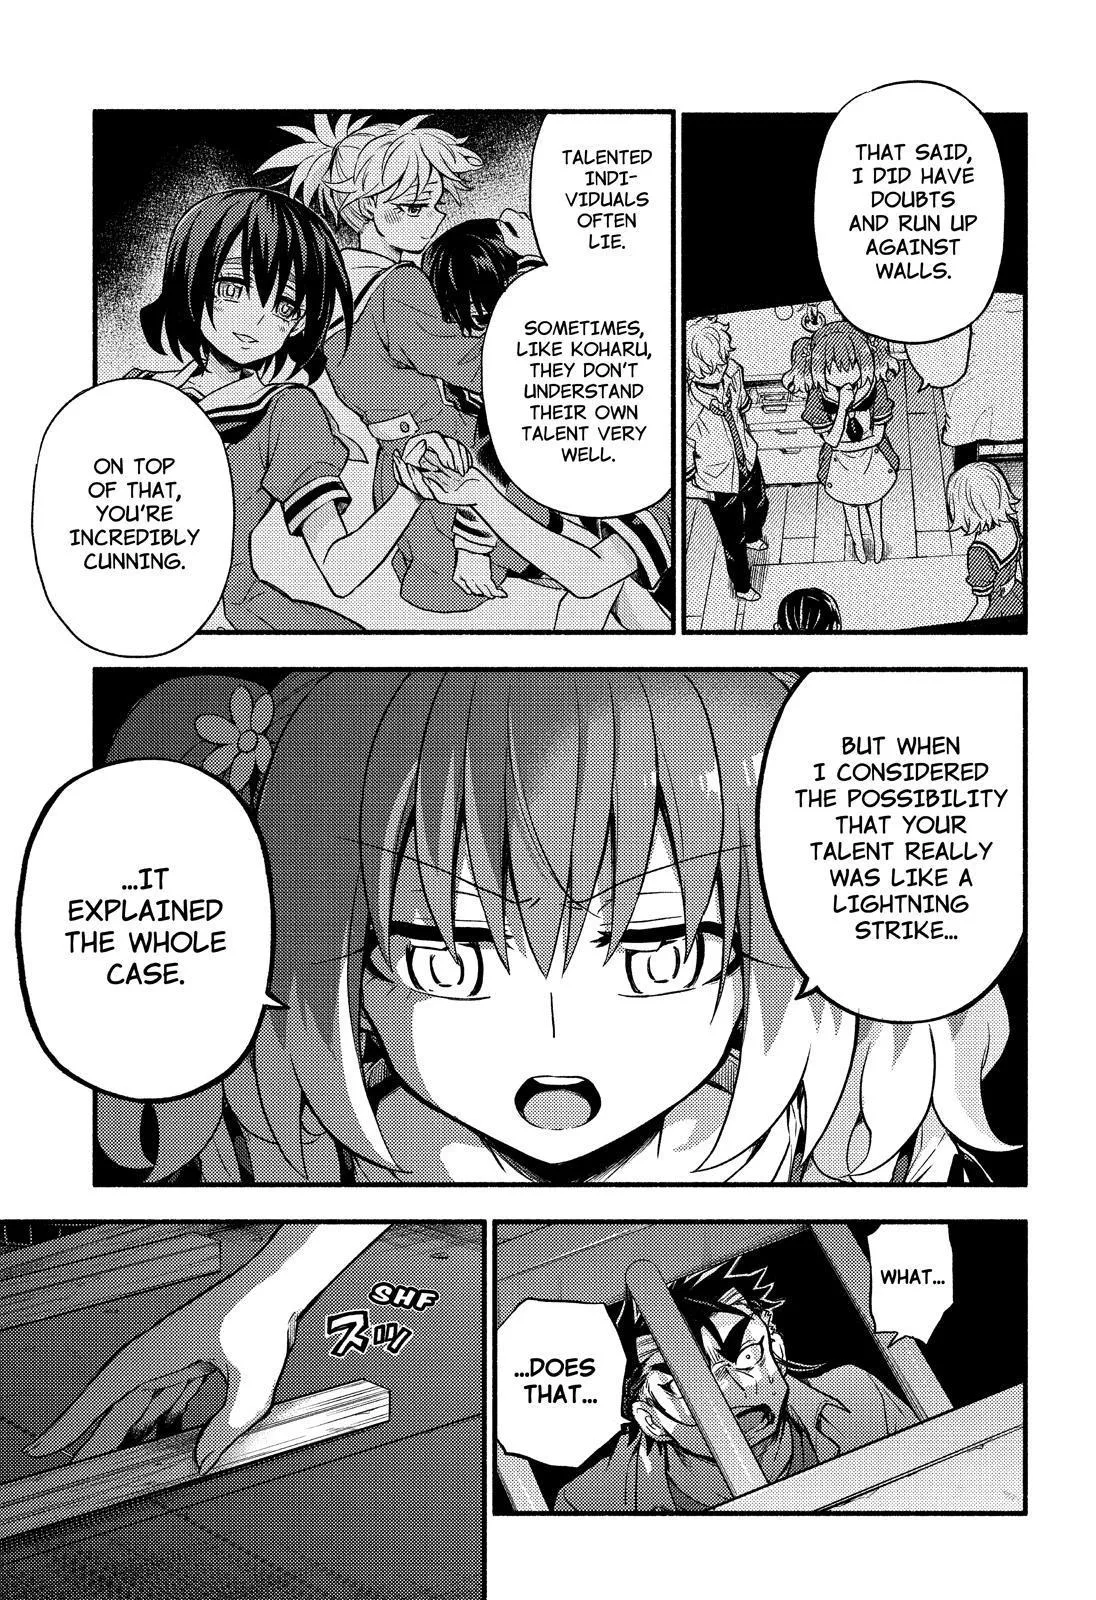 THAT SAID,
I DID HAVE
DOUBTS
AND RUN UP
AGAINST
WALLS.
TALENTED
INDI-
VIDUALS
OFTEN
LIE.
SOMETIMES,
LIKE KOHARU,
THEY DON'T
UNDERSTAND
THEIR OWN
TALENT VERY
WELL.
ON TOP
OF THAT,
YOU'RE
INCREDIBLY
CUNNING.
BUT WHEN
I CONSIDERED
THE POSSIBILITY
THAT YOUR
TALENT REALLY
WAS LIKE A
LIGHTNING
STRIKE...
...IT
EXPLAINED
THE WHOLE
CASE.
WHAT...
...DOES
THAT...
SHF
ズッ